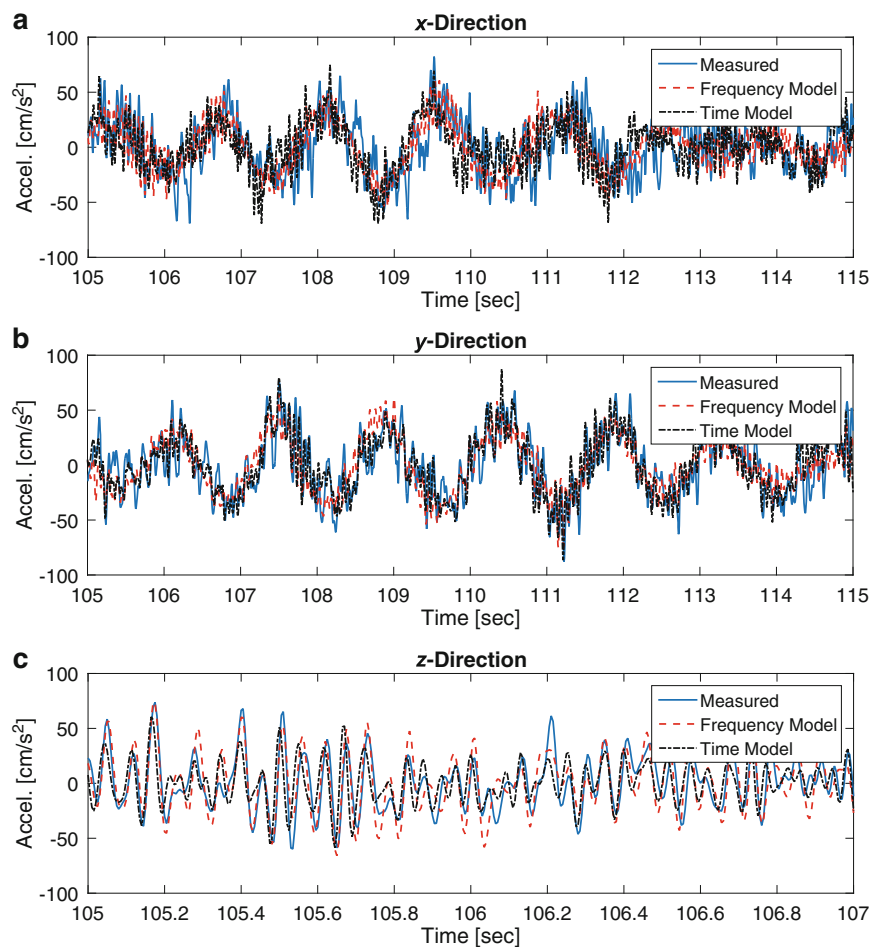 a
x-Direction
100
50
0
-50
-100
Accel. [cm/s²]
Measured
Frequency Model
Time Model
105 106 107 108 109 110 111 112 113 114 115
Time [sec]
b
y-Direction
100
50
0
-50
-100
Accel. [cm/s²]
Measured
Frequency Model
Time Model
105 106 107 108 109 110 111 112 113 114 115
Time [sec]
c
z-Direction
100
50
0
-50
-100
Accel. [cm/s²]
Measured
Frequency Model
Time Model
105 105.2 105.4 105.6 105.8 106 106.2 106.4 106.6 106.8 107
Time [sec]